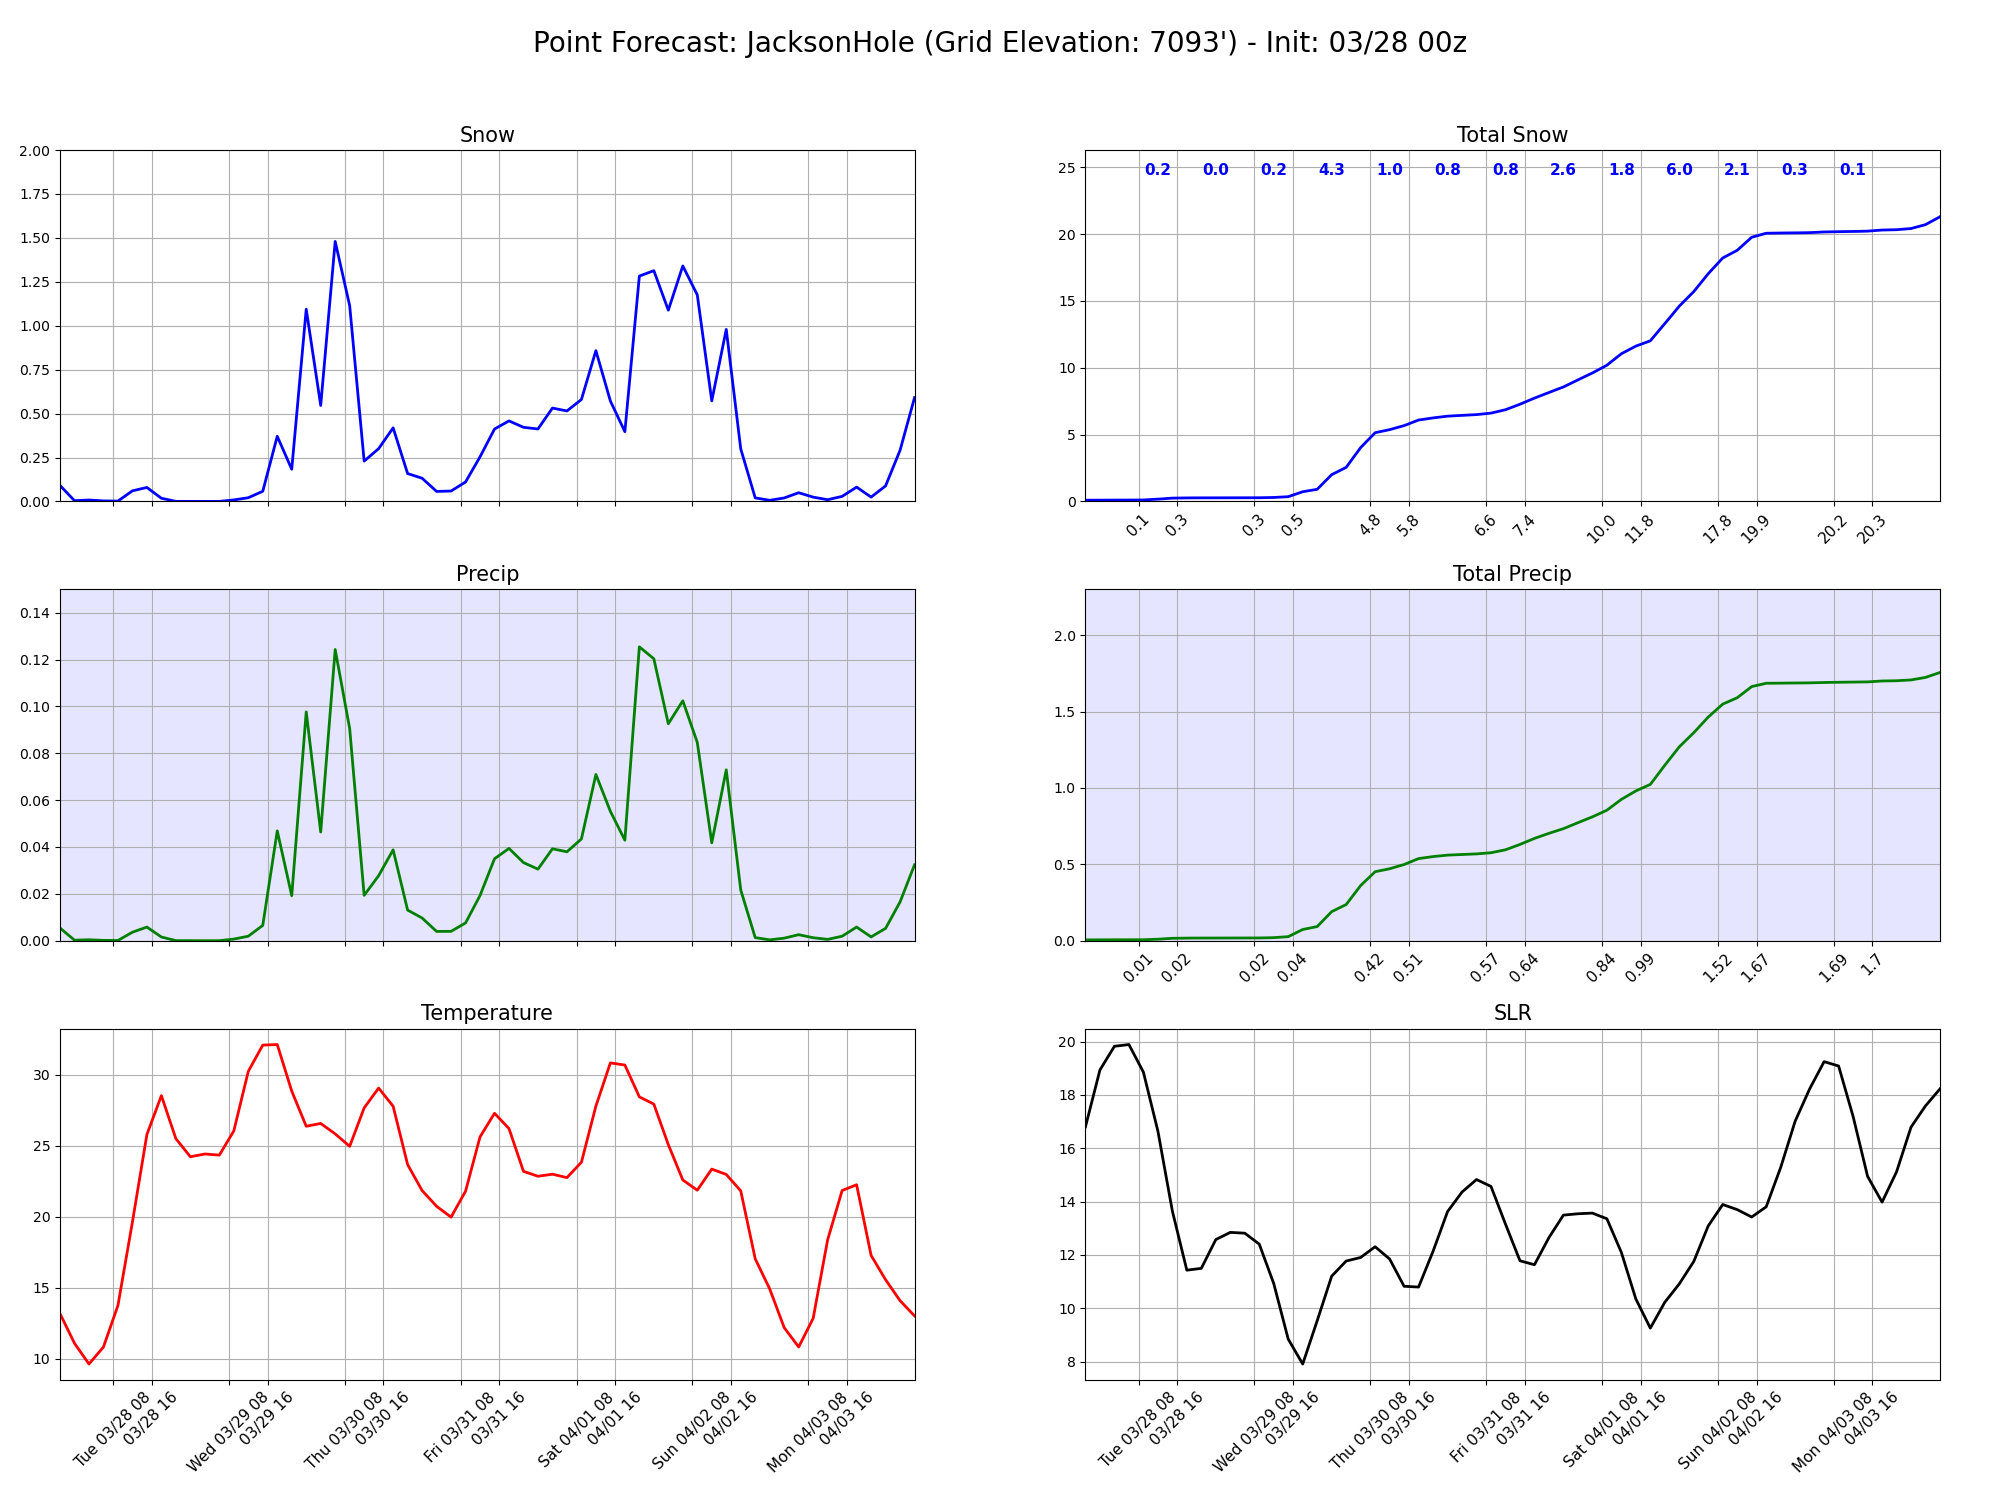 Point Forecast: JacksonHole (Grid Elevation: 7093') - Init: 03/28 00z
Snow
2.00
1.75
1.50
1.25
1.00
0.75
0.50
0.25
0.00
Total Snow
0.2 0.0 0.2 4.3 1.0 0.8 0.8 2.6 1.8 6.0 2.1 0.3 0.1
25
20
15
10
5
0
0.1 0.3 0.3 0.5 4.8 5.8 6.6 7.4 10.0 11.8 17.8 19.9 20.2 20.3
Precip
0.14
0.12
0.10
0.08
0.06
0.04
0.02
0.00
Total Precip
2.0
1.5
1.0
0.5
0.0
0.01 0.02 0.02 0.04 0.42 0.51 0.57 0.64 0.84 0.99 1.52 1.67 1.69 1.7
Temperature
30
25
20
15
10
Tue 03/28 08
03/28 16
Wed 03/29 08
03/29 16
Thu 03/30 08
03/30 16
Fri 03/31 08
03/31 16
Sat 04/01 08
04/01 16
Sun 04/02 08
04/02 16
Mon 04/03 08
04/03 16
SLR
20
18
16
14
12
10
8
Tue 03/28 08
03/28 16
Wed 03/29 08
03/29 16
Thu 03/30 08
03/30 16
Fri 03/31 08
03/31 16
Sat 04/01 08
04/01 16
Sun 04/02 08
04/02 16
Mon 04/03 08
04/03 16